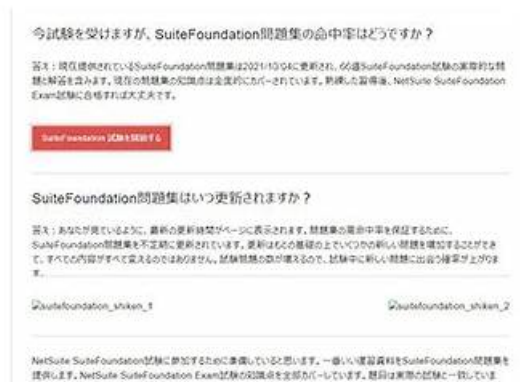 今試験を受けますが、SuiteFoundation問題集の命中率はどうですか？
答え：現在提供されているSuiteFoundation問題集は2021/10/04に更新され、60題SuiteFoundation試験の実際的な問
題と解答を含みます。現在の問題集の知識点は全面的にカバーされています。熟練した習得後、NetSuite SuiteFoundation
Exam試験に合格すれば大丈夫です。
SuiteFoundation 試験を開始する
SuiteFoundation問題集はいつ更新されますか？
答え：あなたが見ているように、最新の更新時間がページに表示されます。問題集の高命中率を保証するために、
SuiteFoundation問題集を不定期に更新されています。更新はもとの基礎の上でいくつかの新しい問題を増加することができ
て、すべての内容がすべて変えるのではありません。試験問題の数が増えるので、試験中に新しい問題に出会う確率が上がりま
す。
suitefoundation_shiken_1
suitefoundation_shiken_2
NetSuite SuiteFoundation試験に参加するために準備していると思います。一番いい復習資料をSuiteFoundation問題集を
提供します。NetSuite SuiteFoundation Exam試験の知識点を全部カバーしています。題目は実際の試験と一致していま